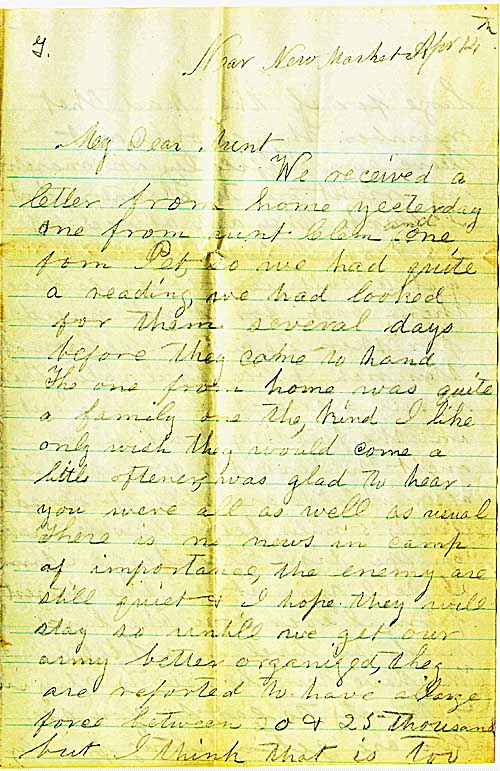 Near New Market Apr 14th
My Dear Aunt
We received a
letter from home yesterday
one from aunt Clem and one
fom Pet, so we had quite
a reading, we had looked
for them several days
before they came to hand
The one from home was quite
a family one the, kind I like
only wish they would come a
little oftener, was glad to hear
you were all as well as usual
there is no news in camp
of importance, the enemy are
still quiet & I hope they will
stay so untill we get our
army better organized, they
are reported to have a large
force between 20 & 25 thousand
but I think that is too